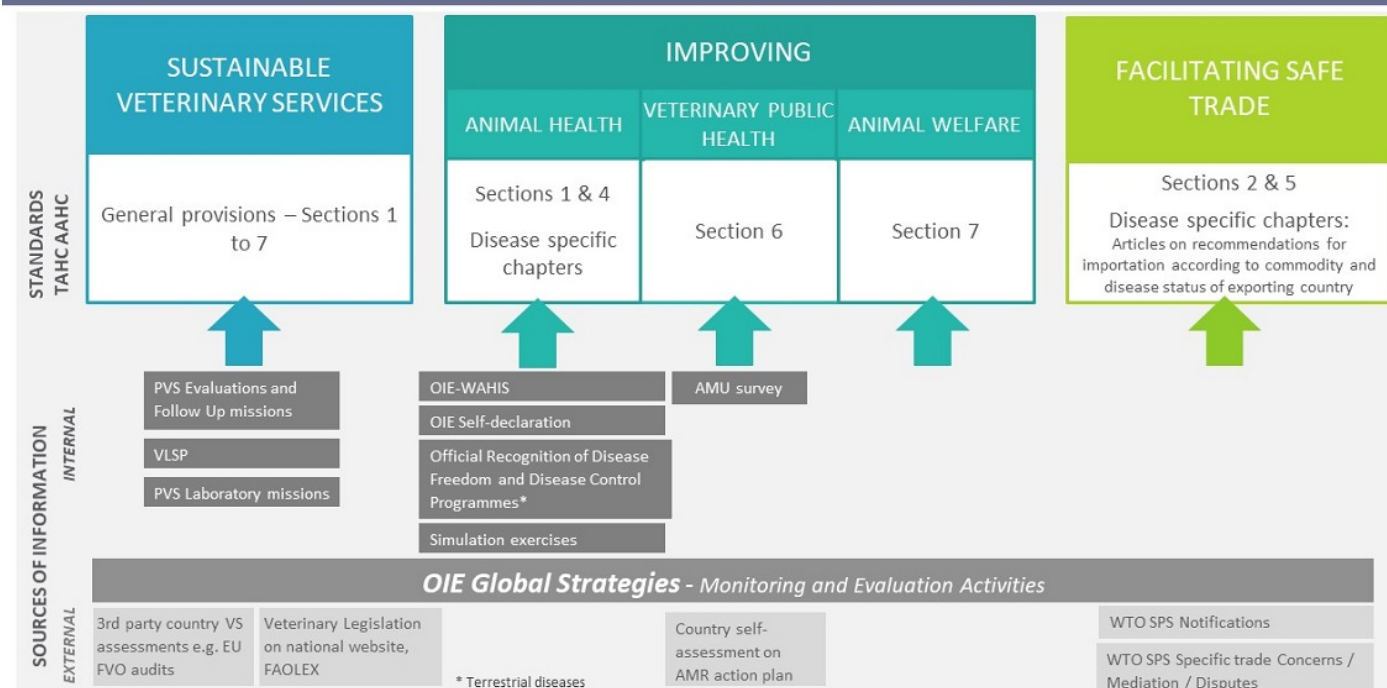 SUSTAINABLE
VETERINARY SERVICES
IMPROVING
ANIMAL HEALTH
VETERINARY PUBLIC
HEALTH
ANIMAL WELFARE
FACILITATING SAFE
TRADE
STANDARDS
TAHC AAHC
General provisions – Sections 1
to 7
Sections 1 & 4
Disease specific
chapters
Section 6
Section 7
Sections 2 & 5
Disease specific chapters:
Articles on recommendations for
importation according to commodity and
disease status of exporting country
SOURCES OF INFORMATION
INTERNAL
PVS Evaluations and
Follow Up missions
VLSP
PVS Laboratory missions
OIE-WAHIS
OIE Self-declaration
Official Recognition of Disease
Freedom and Disease Control
Programmes*
Simulation exercises
AMU survey
OIE Global Strategies - Monitoring and Evaluation Activities
EXTERNAL
3rd party country VS
assessments e.g. EU
FVO audits
Veterinary Legislation
on national website,
FAOLEX
* Terrestrial diseases
Country self-
assessment on
AMR action plan
WTO SPS Notifications
WTO SPS Specific trade Concerns /
Mediation / Disputes